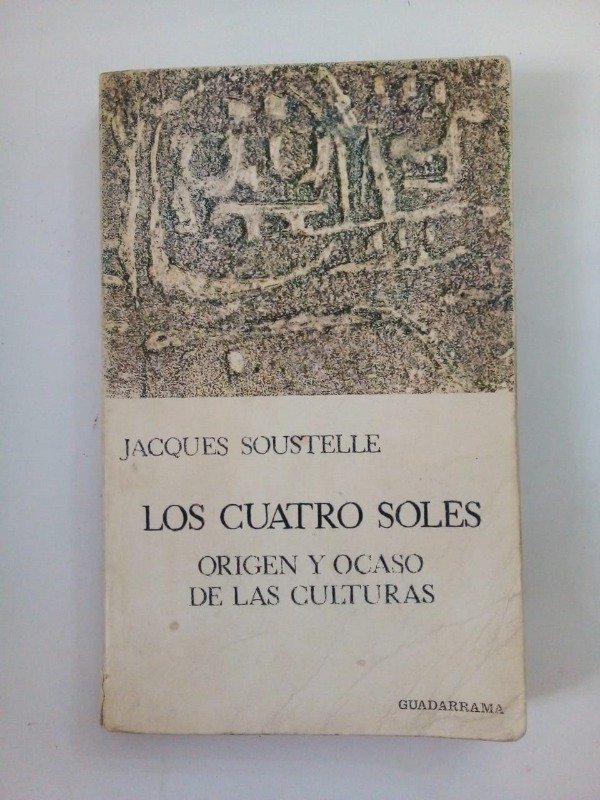 JACQUES SOUSTELLE
LOS CUATRO SOLES
ORIGEN Y OCASO
DE LAS CULTURAS
GUADARRAMA